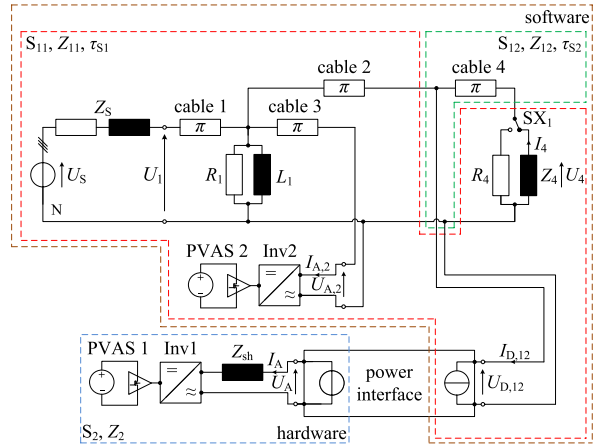 software
S11, Z11, τS1
S12, Z12, τS2
cable 2
cable 4
π
π
ZS
cable 1
cable 3
π
π
SX1
I4
US
U1
R1
L1
R4
Z4
U4
N
PVAS 2
Inv2
IA,2
UA,2
+
−
=
≈
PVAS 1
Inv1
Zsh
IA
UA
+
−
=
≈
power
interface
ID,12
UD,12
S2, Z2
hardware